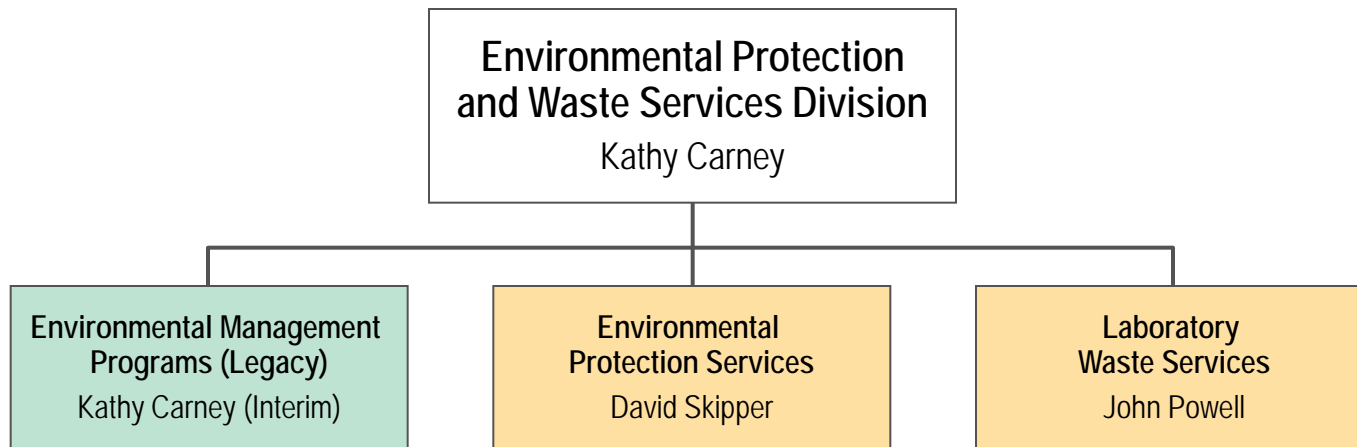 Environmental Protection
and Waste Services Division
Kathy Carney
Environmental Management
Programs (Legacy)
Kathy Carney (Interim)
Environmental
Protection Services
David Skipper
Laboratory
Waste Services
John Powell